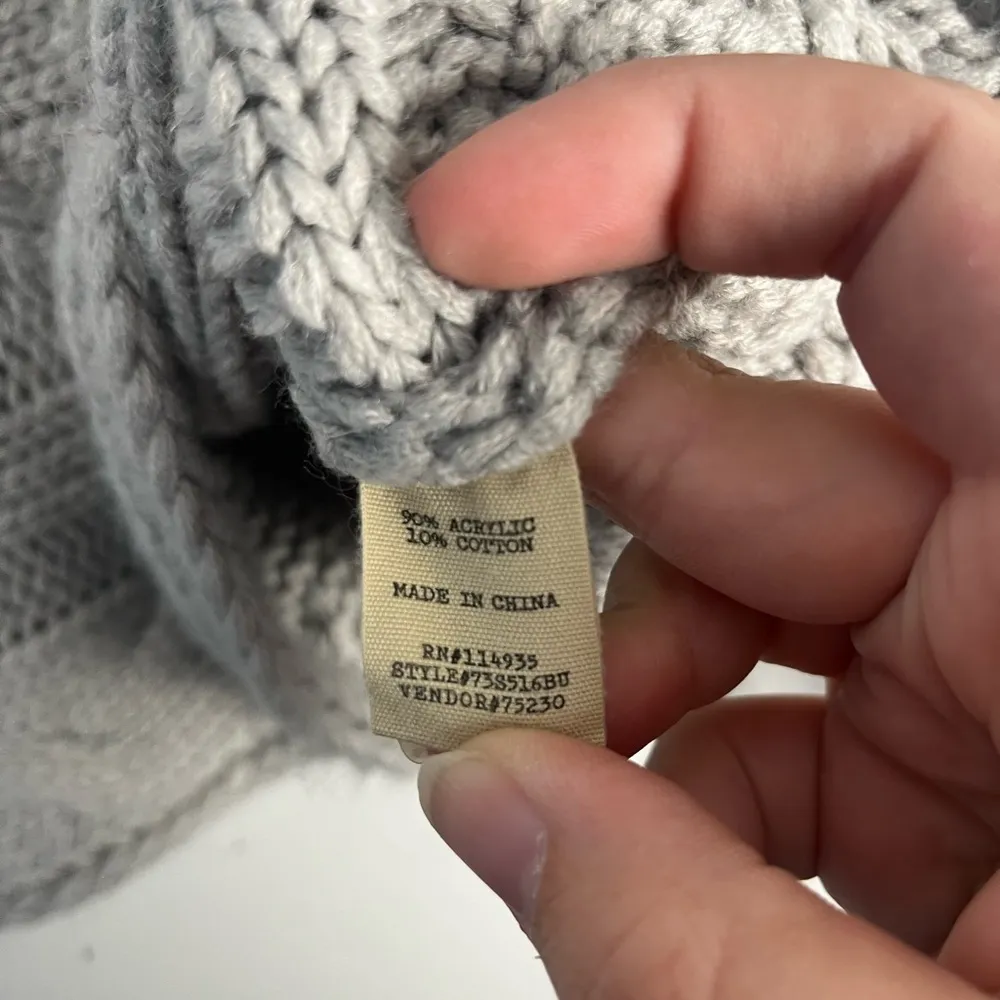 90% ACRYLIC
10% COTTON
MADE IN CHINA
RN#114935
STYLE#73S516BU
VENDOR#75230